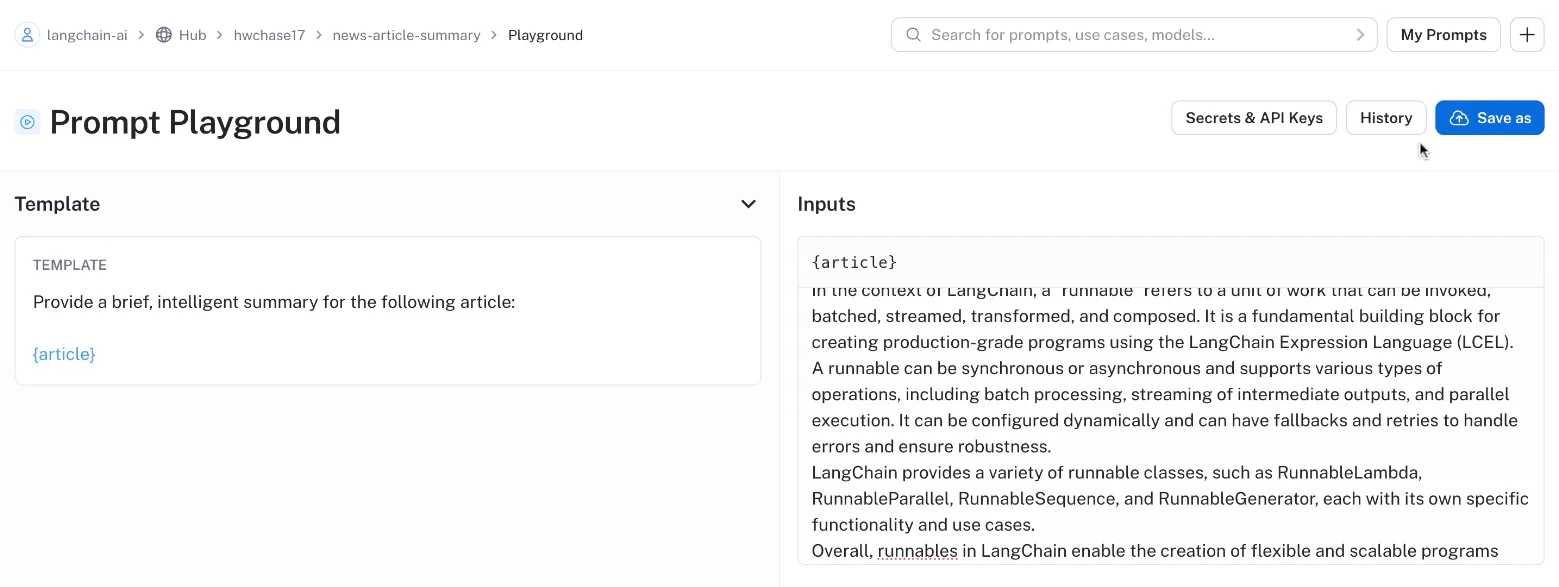 langchain-ai > Hub > hwchase17 > news-article-summary > Playground
Search for prompts, use cases, models...
My Prompts
Prompt Playground
Secrets & API Keys
History
Save as
Template
TEMPLATE
Provide a brief, intelligent summary for the following article:
{article}
Inputs
{article}
In the context of LangChain, a "runnable" refers to a unit of work that can be invoked,
batched, streamed, transformed, and composed. It is a fundamental building block for
creating production-grade programs using the LangChain Expression Language (LCEL).
A runnable can be synchronous or asynchronous and supports various types of
operations, including batch processing, streaming of intermediate outputs, and parallel
execution. It can be configured dynamically and can have fallbacks and retries to handle
errors and ensure robustness.
LangChain provides a variety of runnable classes, such as RunnableLambda,
RunnableParallel, RunnableSequence, and RunnableGenerator, each with its own specific
functionality and use cases.
Overall, runnables in LangChain enable the creation of flexible and scalable programs